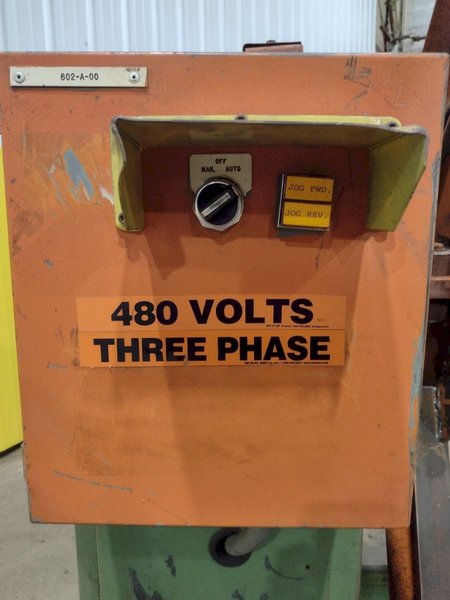 602-A-00
OFF
MAN. AUTO
JOG FWD.
JOG REV.
480 VOLTS
THREE PHASE